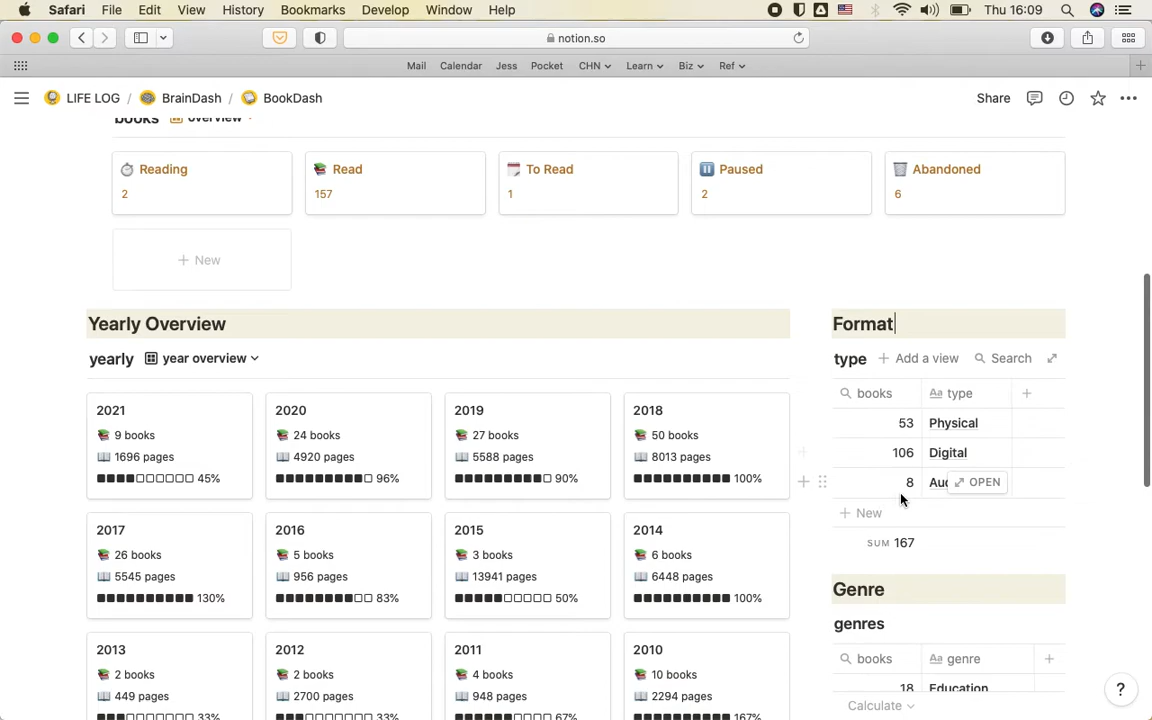 Safari File Edit View History Bookmarks Develop Window Help Thu 16:09
notion.so
Mail Calendar Jess Pocket CHN Learn Biz Ref
LIFE LOG / BrainDash / BookDash Share
books overview
Reading Read To Read Paused Abandoned
2 157 1 2 6
+ New
Yearly Overview
yearly year overview
2021 2020 2019 2018
9 books 24 books 27 books 50 books
1696 pages 4920 pages 5588 pages 8013 pages
45% 96% 90% 100%
2017 2016 2015 2014
26 books 5 books 3 books 6 books
5545 pages 956 pages 13941 pages 6448 pages
130% 83% 50% 100%
2013 2012 2011 2010
2 books 2 books 4 books 10 books
449 pages 2700 pages 948 pages 2294 pages
33% 33% 67% 167%
Format
type + Add a view Search
books Aa type +
53 Physical
106 Digital
8 Au OPEN
+ New
SUM 167
Genre
genres
books Aa genre +
18 Education
Calculate
?